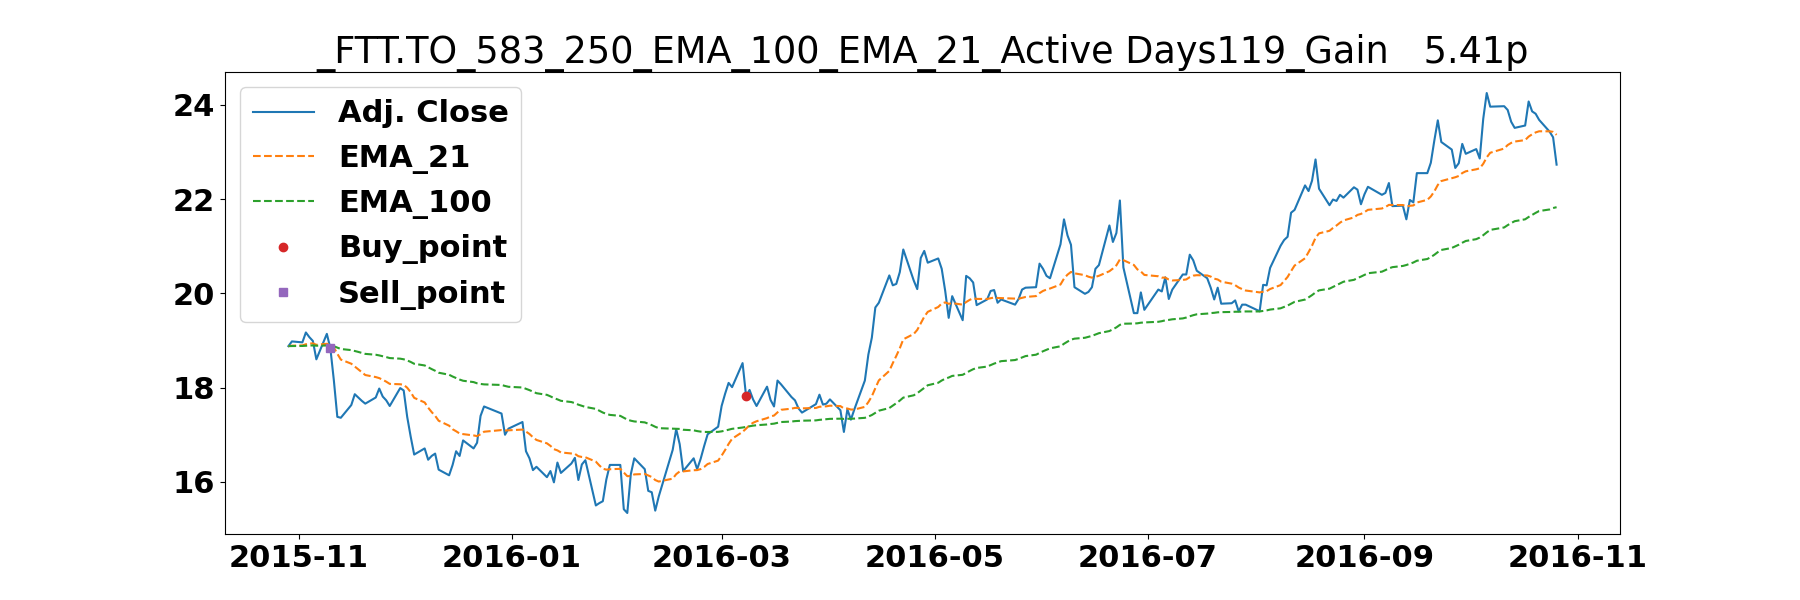 _FTT.TO_583_250_EMA_100_EMA_21_Active Days119_Gain   5.41p
Adj. Close
EMA_21
EMA_100
Buy_point
Sell_point
24
22
20
18
16
2015-11
2016-01
2016-03
2016-05
2016-07
2016-09
2016-11